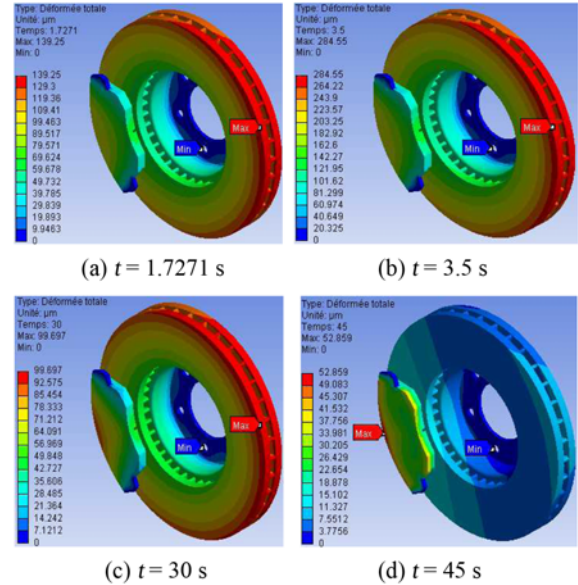 Type: Déformée totale
Unité: µm
Temps: 1.7271
Max: 139.25
Min: 0
139.25
129.3
119.36
109.41
99.463
89.517
79.571
69.624
59.678
49.732
39.785
29.839
19.893
9.9463
0
Max
Min
(a) t = 1.7271 s
Type: Déformée totale
Unité: µm
Temps: 3.5
Max: 284.55
Min: 0
284.55
264.22
243.9
223.57
203.25
182.92
162.6
142.27
121.95
101.62
81.299
60.974
40.649
20.325
0
Max
Min
(b) t = 3.5 s
Type: Déformée totale
Unité: µm
Temps: 30
Max: 99.697
Min: 0
99.697
92.575
85.454
78.333
71.212
64.091
56.969
49.848
42.727
35.606
28.485
21.364
14.242
7.1212
0
Max
Min
(c) t = 30 s
Type: Déformée totale
Unité: µm
Temps: 45
Max: 52.859
Min: 0
52.859
49.083
45.307
41.532
37.756
33.981
30.205
26.429
22.654
18.878
15.102
11.327
7.5512
3.7756
0
Max
Min
(d) t = 45 s